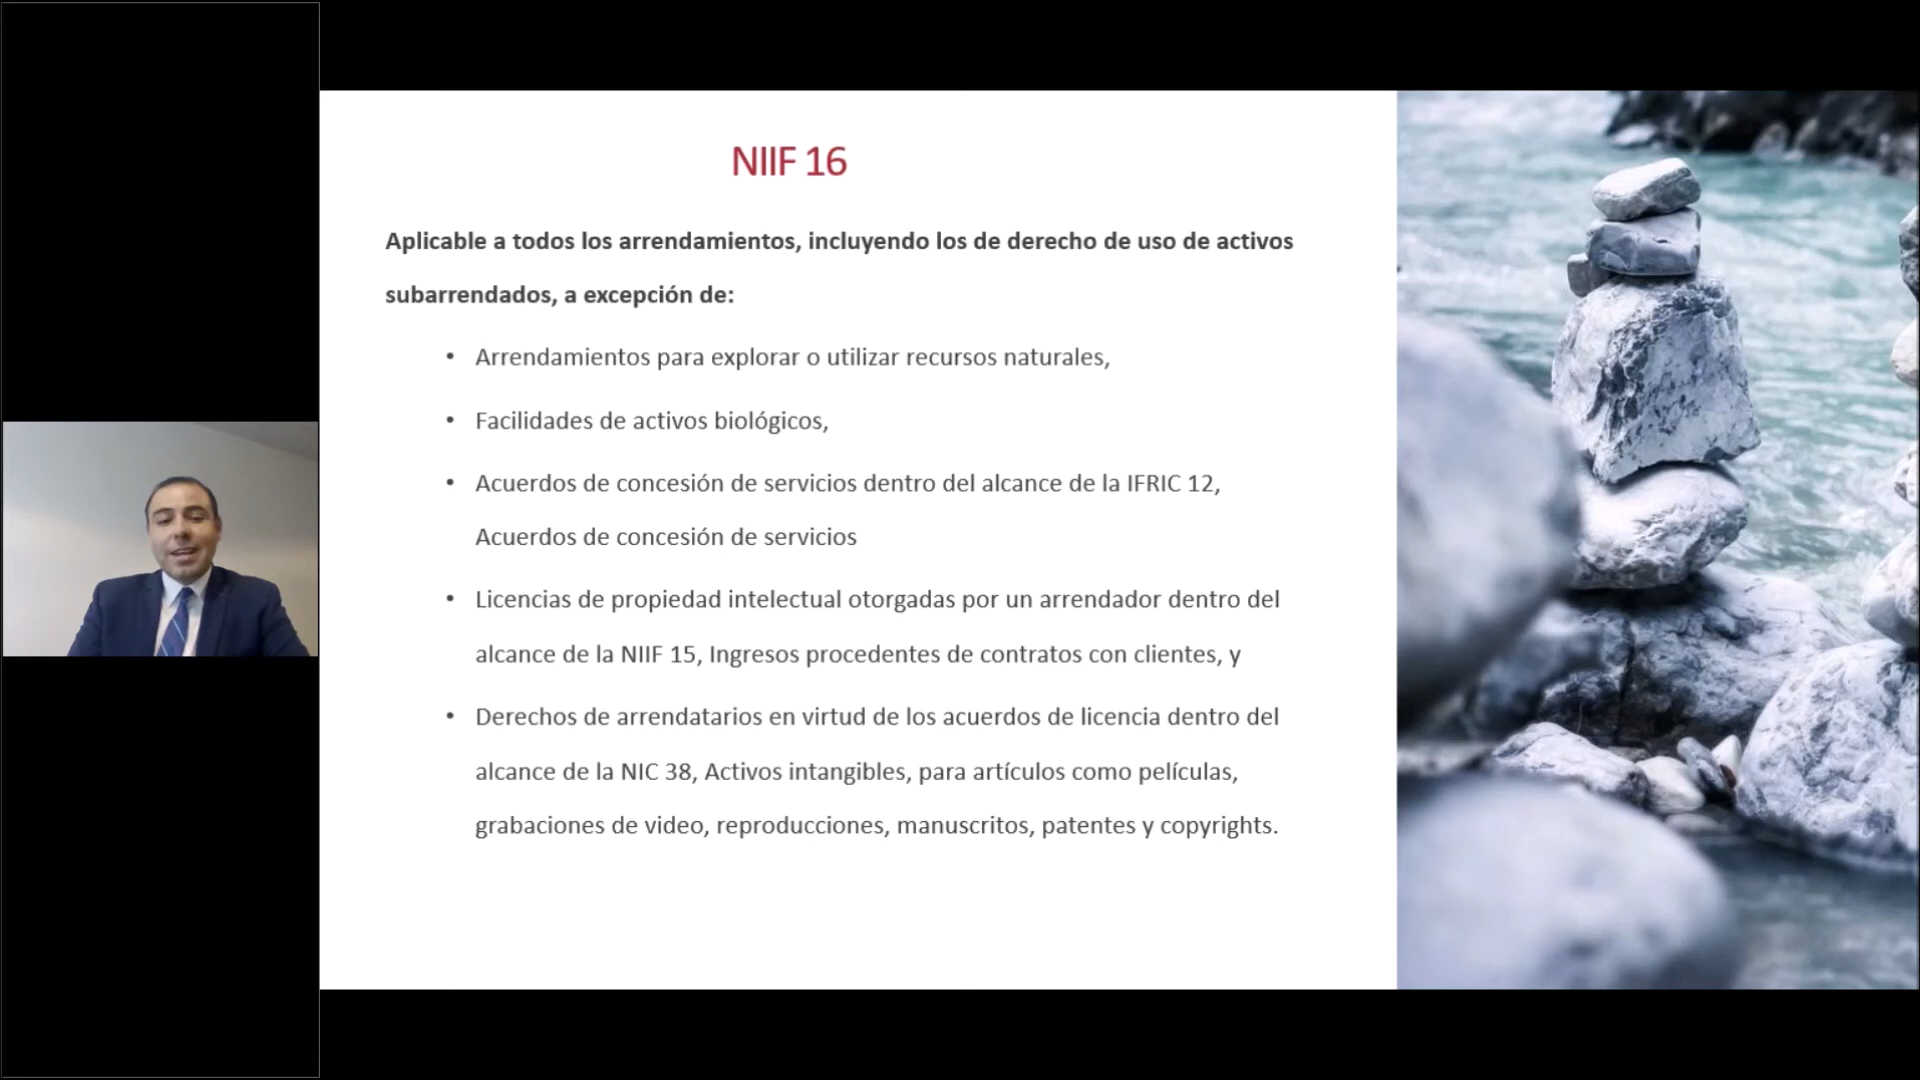 NIIF 16
Aplicable a todos los arrendamientos, incluyendo los de derecho de uso de activos
subarrendados, a excepción de:
• Arrendamientos para explorar o utilizar recursos naturales,
• Facilidades de activos biológicos,
• Acuerdos de concesión de servicios dentro del alcance de la IFRIC 12,
Acuerdos de concesión de servicios
• Licencias de propiedad intelectual otorgadas por un arrendador dentro del
alcance de la NIIF 15, Ingresos procedentes de contratos con clientes, y
• Derechos de arrendatarios en virtud de los acuerdos de licencia dentro del
alcance de la NIC 38, Activos intangibles, para artículos como películas,
grabaciones de video, reproducciones, manuscritos, patentes y copyrights.